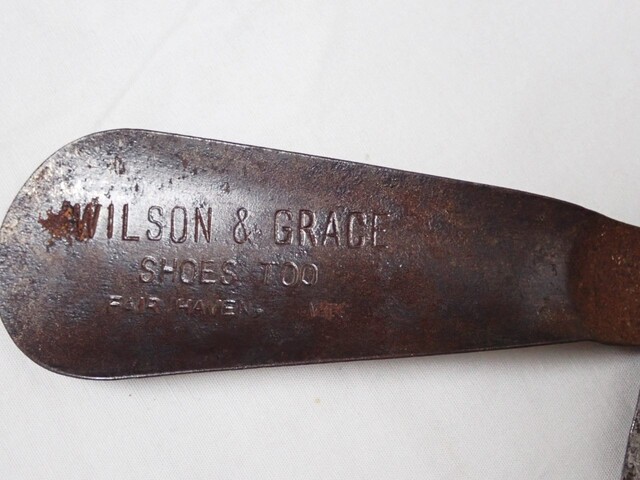 WILSON & GRACE
SHOES TOO
FAIR HAVEN,